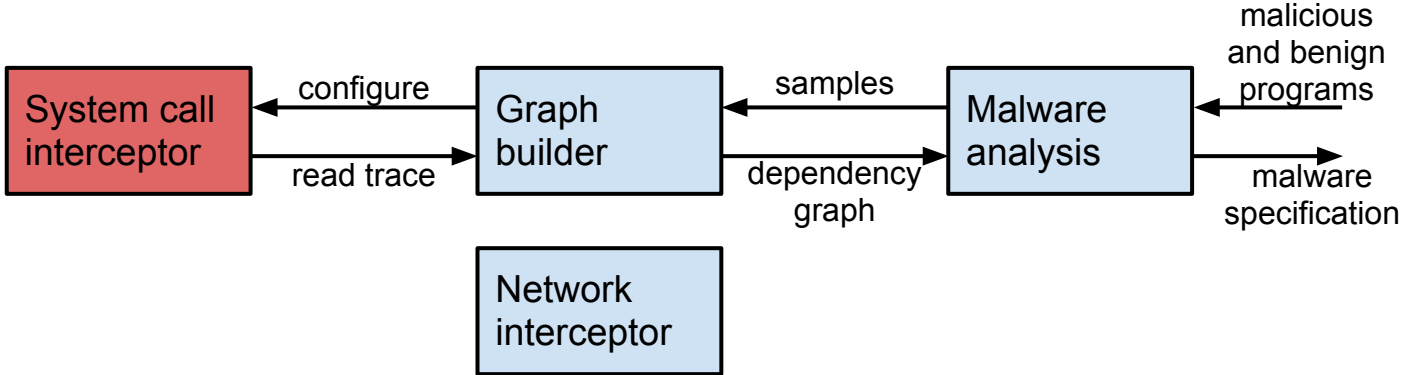 System call
interceptor
configure
read trace
Graph
builder
samples
dependency
graph
Malware
analysis
malicious
and benign
programs
malware
specification
Network
interceptor